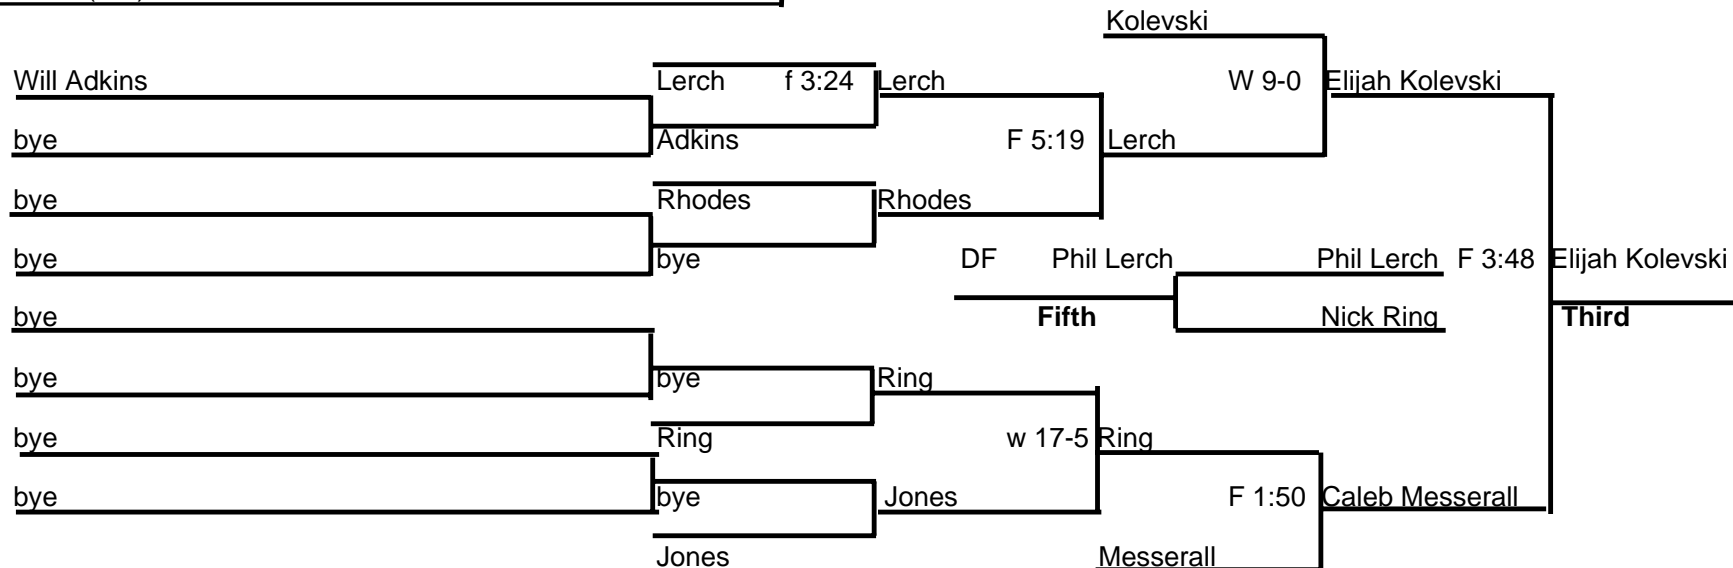 Kolevski
Will Adkins Lerch f 3:24 Lerch W 9-0 Elijah Kolevski
bye Adkins F 5:19 Lerch
bye Rhodes Rhodes
bye bye DF Phil Lerch Phil Lerch F 3:48 Elijah Kolevski
bye Fifth Nick Ring Third
bye bye Ring
bye Ring w 17-5 Ring
bye bye Jones F 1:50 Caleb Messerall
Jones Messerall